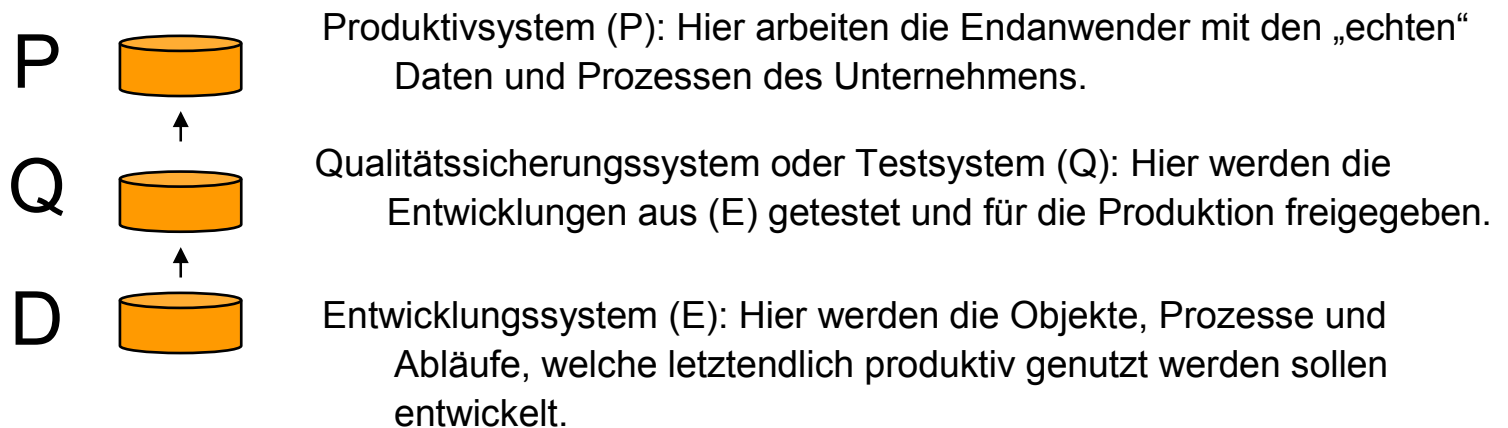 P
Produktivsystem (P): Hier arbeiten die Endanwender mit den „echten“
Daten und Prozessen des Unternehmens.
Q
Qualitätssicherungssystem oder Testsystem (Q): Hier werden die
Entwicklungen aus (E) getestet und für die Produktion freigegeben.
D
Entwicklungssystem (E): Hier werden die Objekte, Prozesse und
Abläufe, welche letztendlich produktiv genutzt werden sollen
entwickelt.